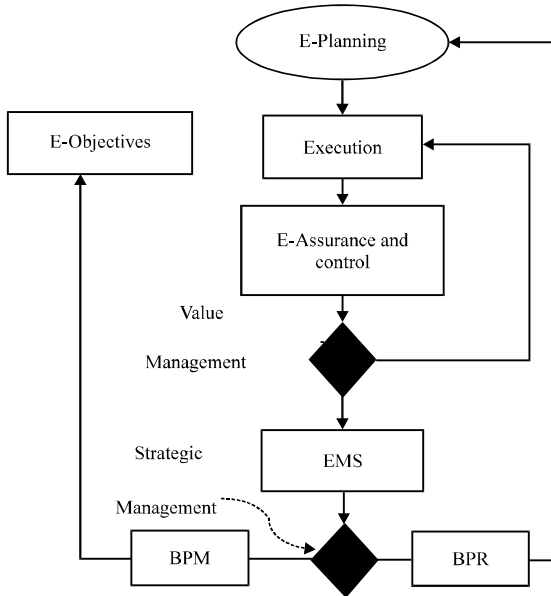 E-Planning
E-Objectives
Execution
E-Assurance and
control
Value
Management
Strategic
EMS
Management
BPM
BPR